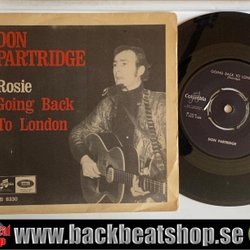 DON
PARTRIDGE
Rosie
Going Back
To London
GOING BACK TO LONDON
Columbia
DON PARTRIDGE
www.backbeatshop.se